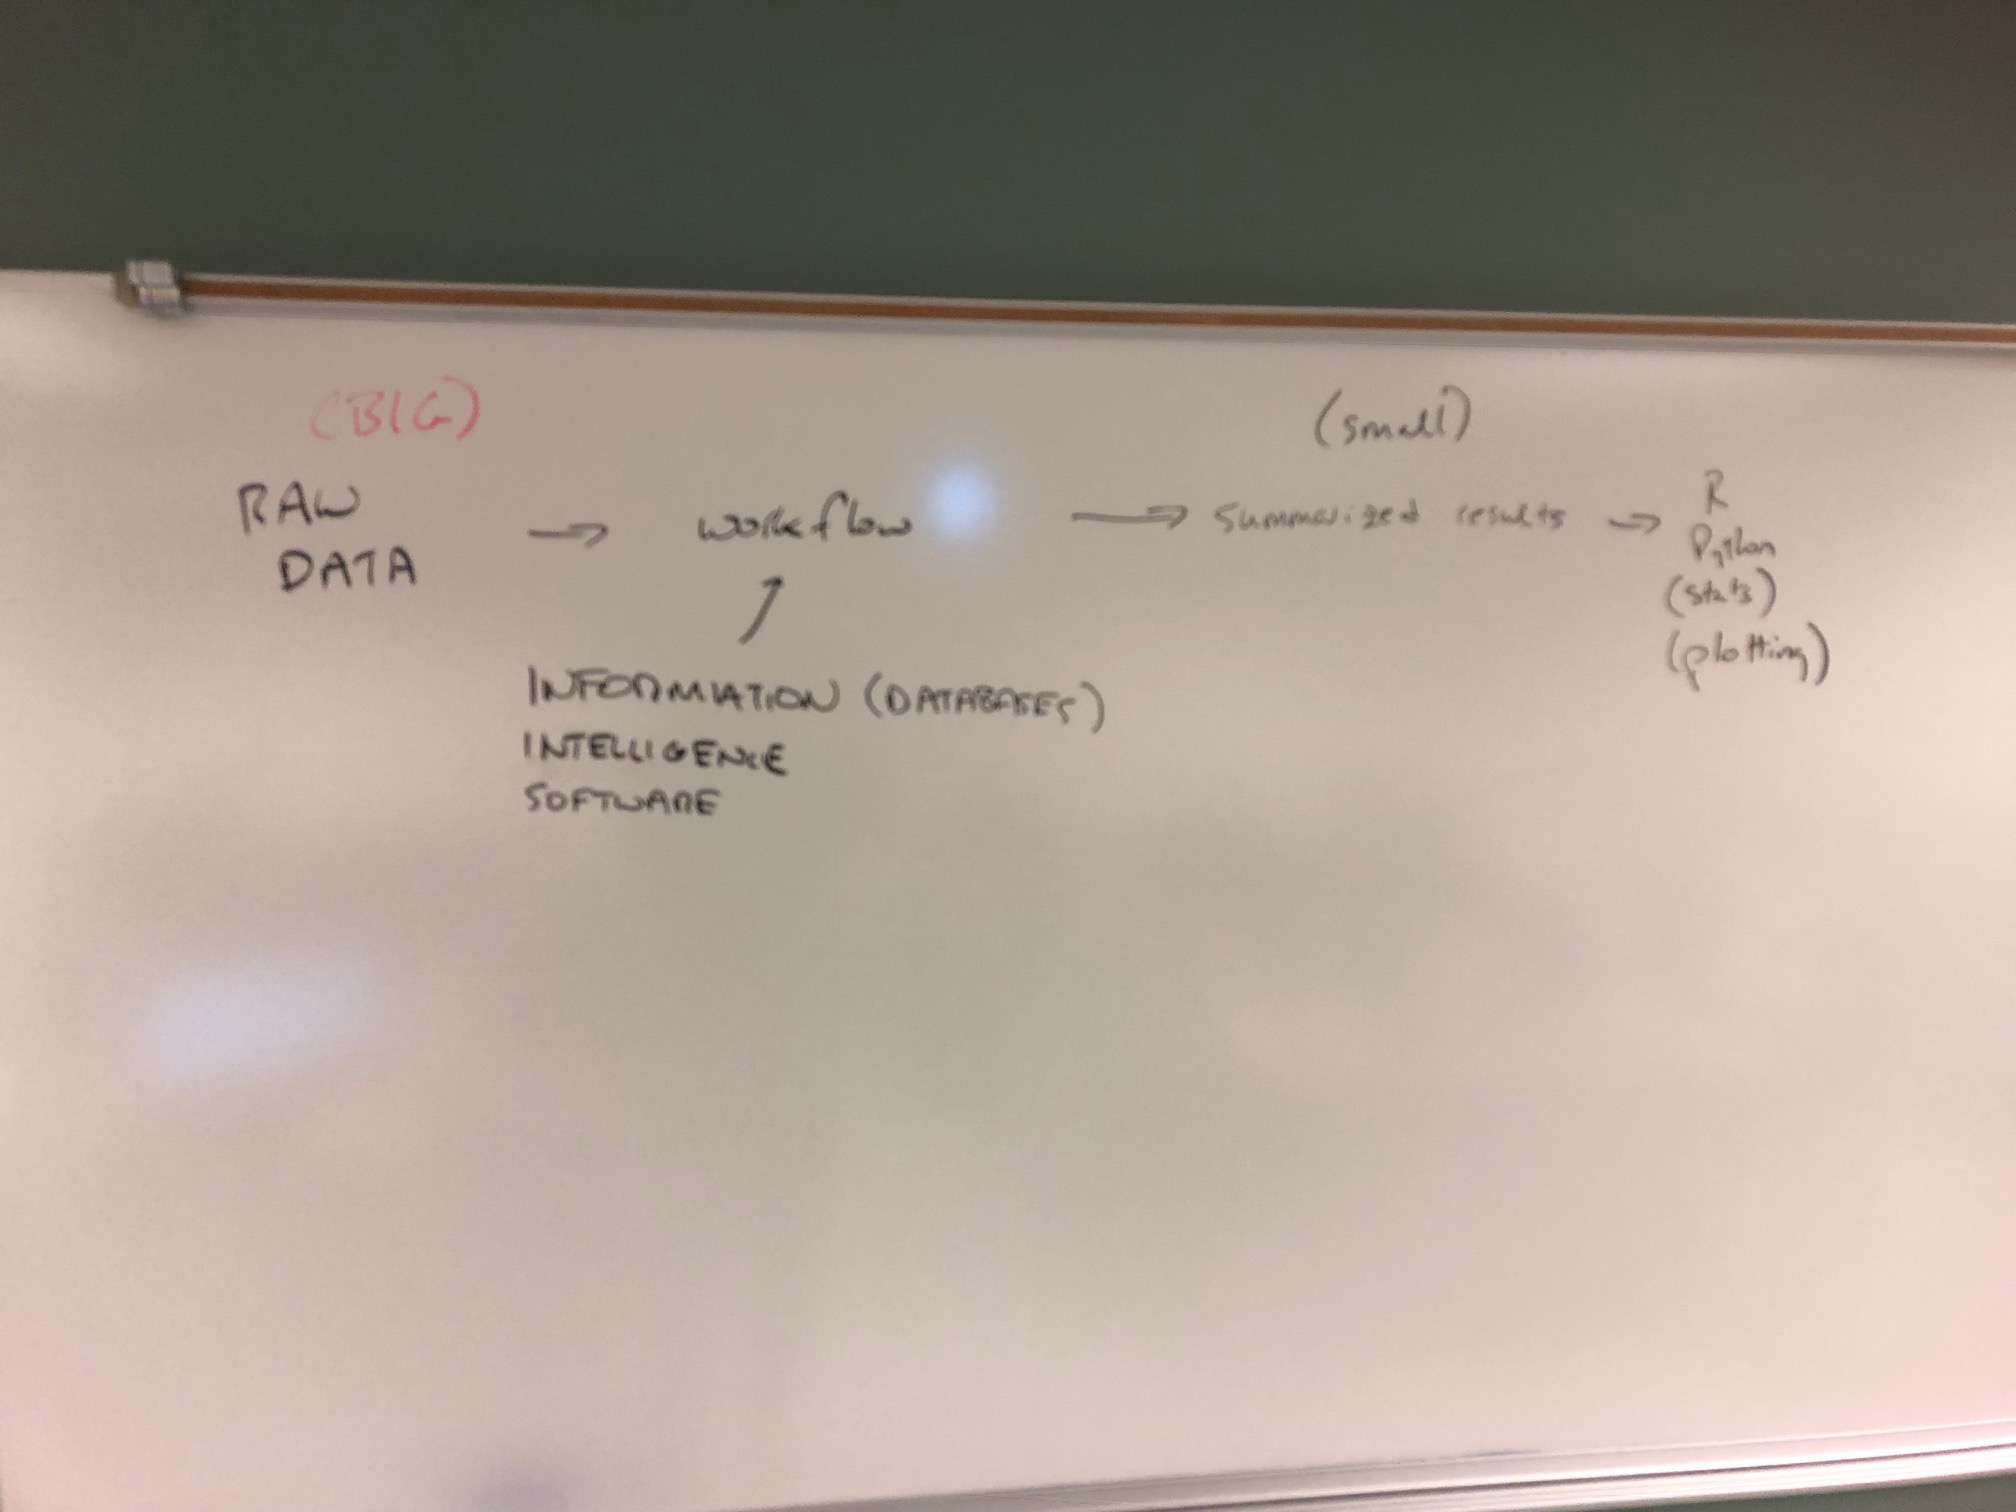 (BIG)
(small)
RAW
DATA
→ workflow → summarized results →
R
Python
(stats)
(plotting)
INFORMATION (DATABASES)
INTELLIGENCE
SOFTWARE